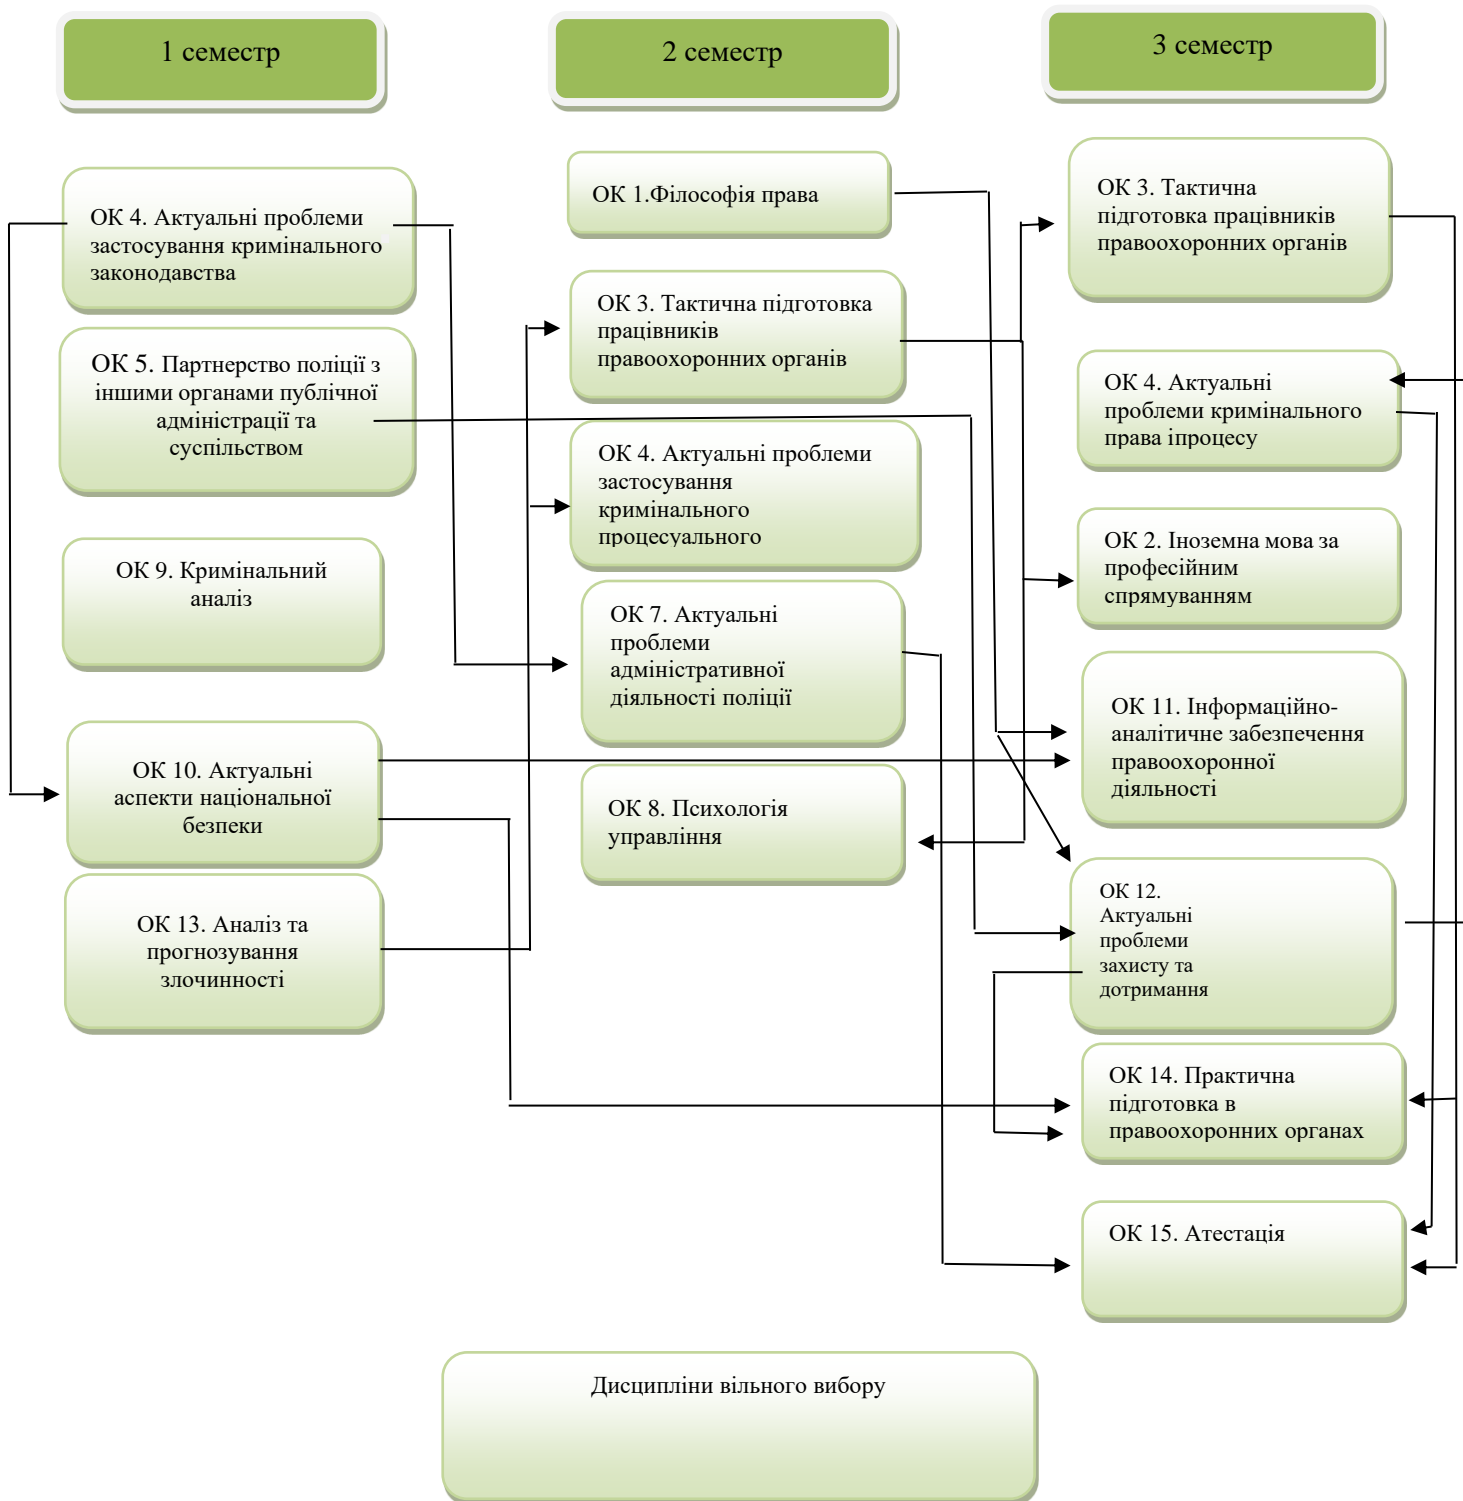 1 семестр
2 семестр
3 семестр
ОК 4. Актуальні проблеми
застосування кримінального
законодавства
ОК 5. Партнерство поліції з
іншими органами публічної
адміністрації та
суспільством
ОК 9. Кримінальний
аналіз
ОК 10. Актуальні
аспекти національної
безпеки
ОК 13. Аналіз та
прогнозування
злочинності
ОК 1.Філософія права
ОК 3. Тактична підготовка
працівників
правоохоронних органів
ОК 4. Актуальні проблеми
застосування
кримінального
процесуального
ОК 7. Актуальні
проблеми
адміністративної
діяльності поліції
ОК 8. Психологія
управління
ОК 3. Тактична
підготовка працівників
правоохоронних органів
ОК 4. Актуальні
проблеми кримінального
права іпроцесу
ОК 2. Іноземна мова за
професійним
спрямуванням
ОК 11. Інформаційно-
аналітичне забезпечення
правоохоронної
діяльності
ОК 12.
Актуальні
проблеми
захисту та
дотримання
ОК 14. Практична
підготовка в
правоохоронних органах
ОК 15. Атестація
Дисципліни вільного вибору